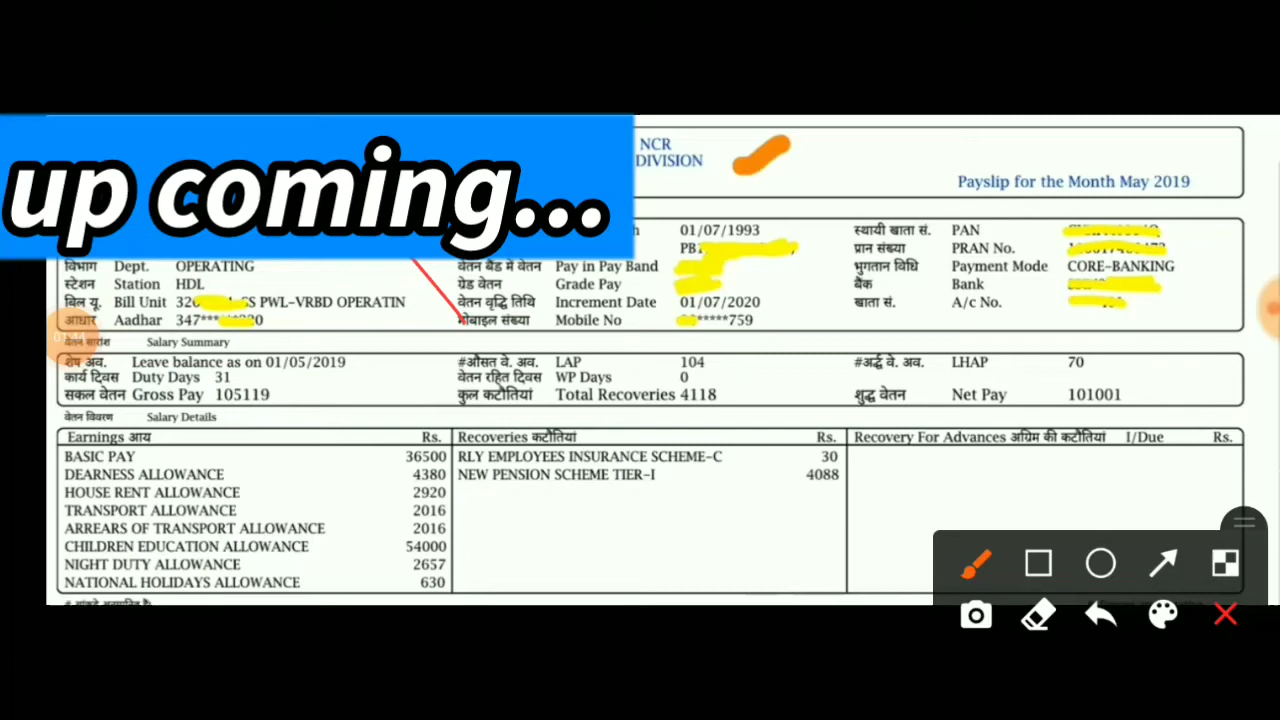 up coming...
NCR
DIVISION
Payslip for the Month May 2019
01/07/1993 स्थायी खाता सं. PAN
प्रान संख्या PRAN No.
विभाग Dept. OPERATING वेतन बैंड में वेतन Pay in Pay Band भुगतान विधि Payment Mode CORE-BANKING
स्टेशन Station HDL ग्रेड वेतन Grade Pay बैंक Bank
बिल यू. Bill Unit PWL-VRBD OPERATIN वेतन वृद्धि तिथि Increment Date 01/07/2020 खाता सं. A/c No.
आधार Aadhar मोबाइल संख्या Mobile No *****759
01:44
वेतन सारांश Salary Summary
शेष अव. Leave balance as on 01/05/2019 #औसत वे. अव. LAP 104 #अर्द्ध वे. अव. LHAP 70
कार्य दिवस Duty Days 31 वेतन रहित दिवस WP Days 0
सकल वेतन Gross Pay 105119 कुल कटौतियां Total Recoveries 4118 शुद्ध वेतन Net Pay 101001
वेतन विवरण Salary Details
Earnings आय Rs. Recoveries कटौतियां Rs. Recovery For Advances अग्रिम की कटौतियां I/Due Rs.
BASIC PAY 36500 RLY EMPLOYEES INSURANCE SCHEME-C 30
DEARNESS ALLOWANCE 4380 NEW PENSION SCHEME TIER-I 4088
HOUSE RENT ALLOWANCE 2920
TRANSPORT ALLOWANCE 2016
ARREARS OF TRANSPORT ALLOWANCE 2016
CHILDREN EDUCATION ALLOWANCE 54000
NIGHT DUTY ALLOWANCE 2657
NATIONAL HOLIDAYS ALLOWANCE 630